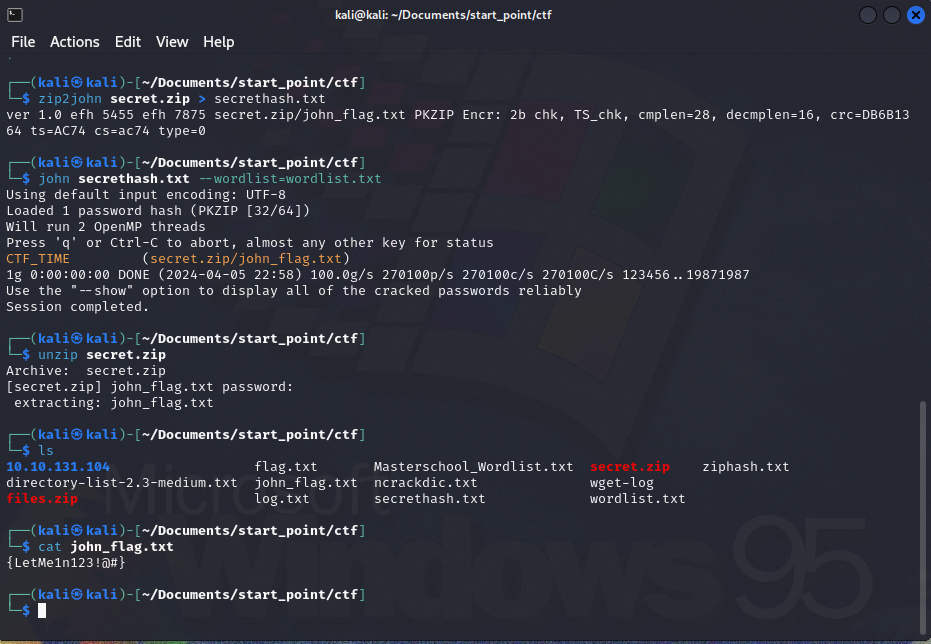 kali@kali: ~/Documents/start_point/ctf
File Actions Edit View Help
┌──(kali㉿kali)-[~/Documents/start_point/ctf]
└─$ zip2john secret.zip > secrethash.txt
ver 1.0 efh 5455 efh 7875 secret.zip/john_flag.txt PKZIP Encr: 2b chk, TS_chk, cmplen=28, decmplen=16, crc=DB6B13
64 ts=AC74 cs=ac74 type=0
┌──(kali㉿kali)-[~/Documents/start_point/ctf]
└─$ john secrethash.txt --wordlist=wordlist.txt
Using default input encoding: UTF-8
Loaded 1 password hash (PKZIP [32/64])
Will run 2 OpenMP threads
Press 'q' or Ctrl-C to abort, almost any other key for status
CTF_TIME         (secret.zip/john_flag.txt)
1g 0:00:00:00 DONE (2024-04-05 22:58) 100.0g/s 270100p/s 270100c/s 270100C/s 123456..19871987
Use the "--show" option to display all of the cracked passwords reliably
Session completed.
┌──(kali㉿kali)-[~/Documents/start_point/ctf]
└─$ unzip secret.zip
Archive:  secret.zip
[secret.zip] john_flag.txt password:
 extracting: john_flag.txt
┌──(kali㉿kali)-[~/Documents/start_point/ctf]
└─$ ls
10.10.131.104                   flag.txt       Masterschool_Wordlist.txt  secret.zip    ziphash.txt
directory-list-2.3-medium.txt  john_flag.txt  ncrackdic.txt              wget-log
files.zip                      log.txt        secrethash.txt             wordlist.txt
┌──(kali㉿kali)-[~/Documents/start_point/ctf]
└─$ cat john_flag.txt
{LetMe1n123!@#}
┌──(kali㉿kali)-[~/Documents/start_point/ctf]
└─$
Microsoft
Windows 95